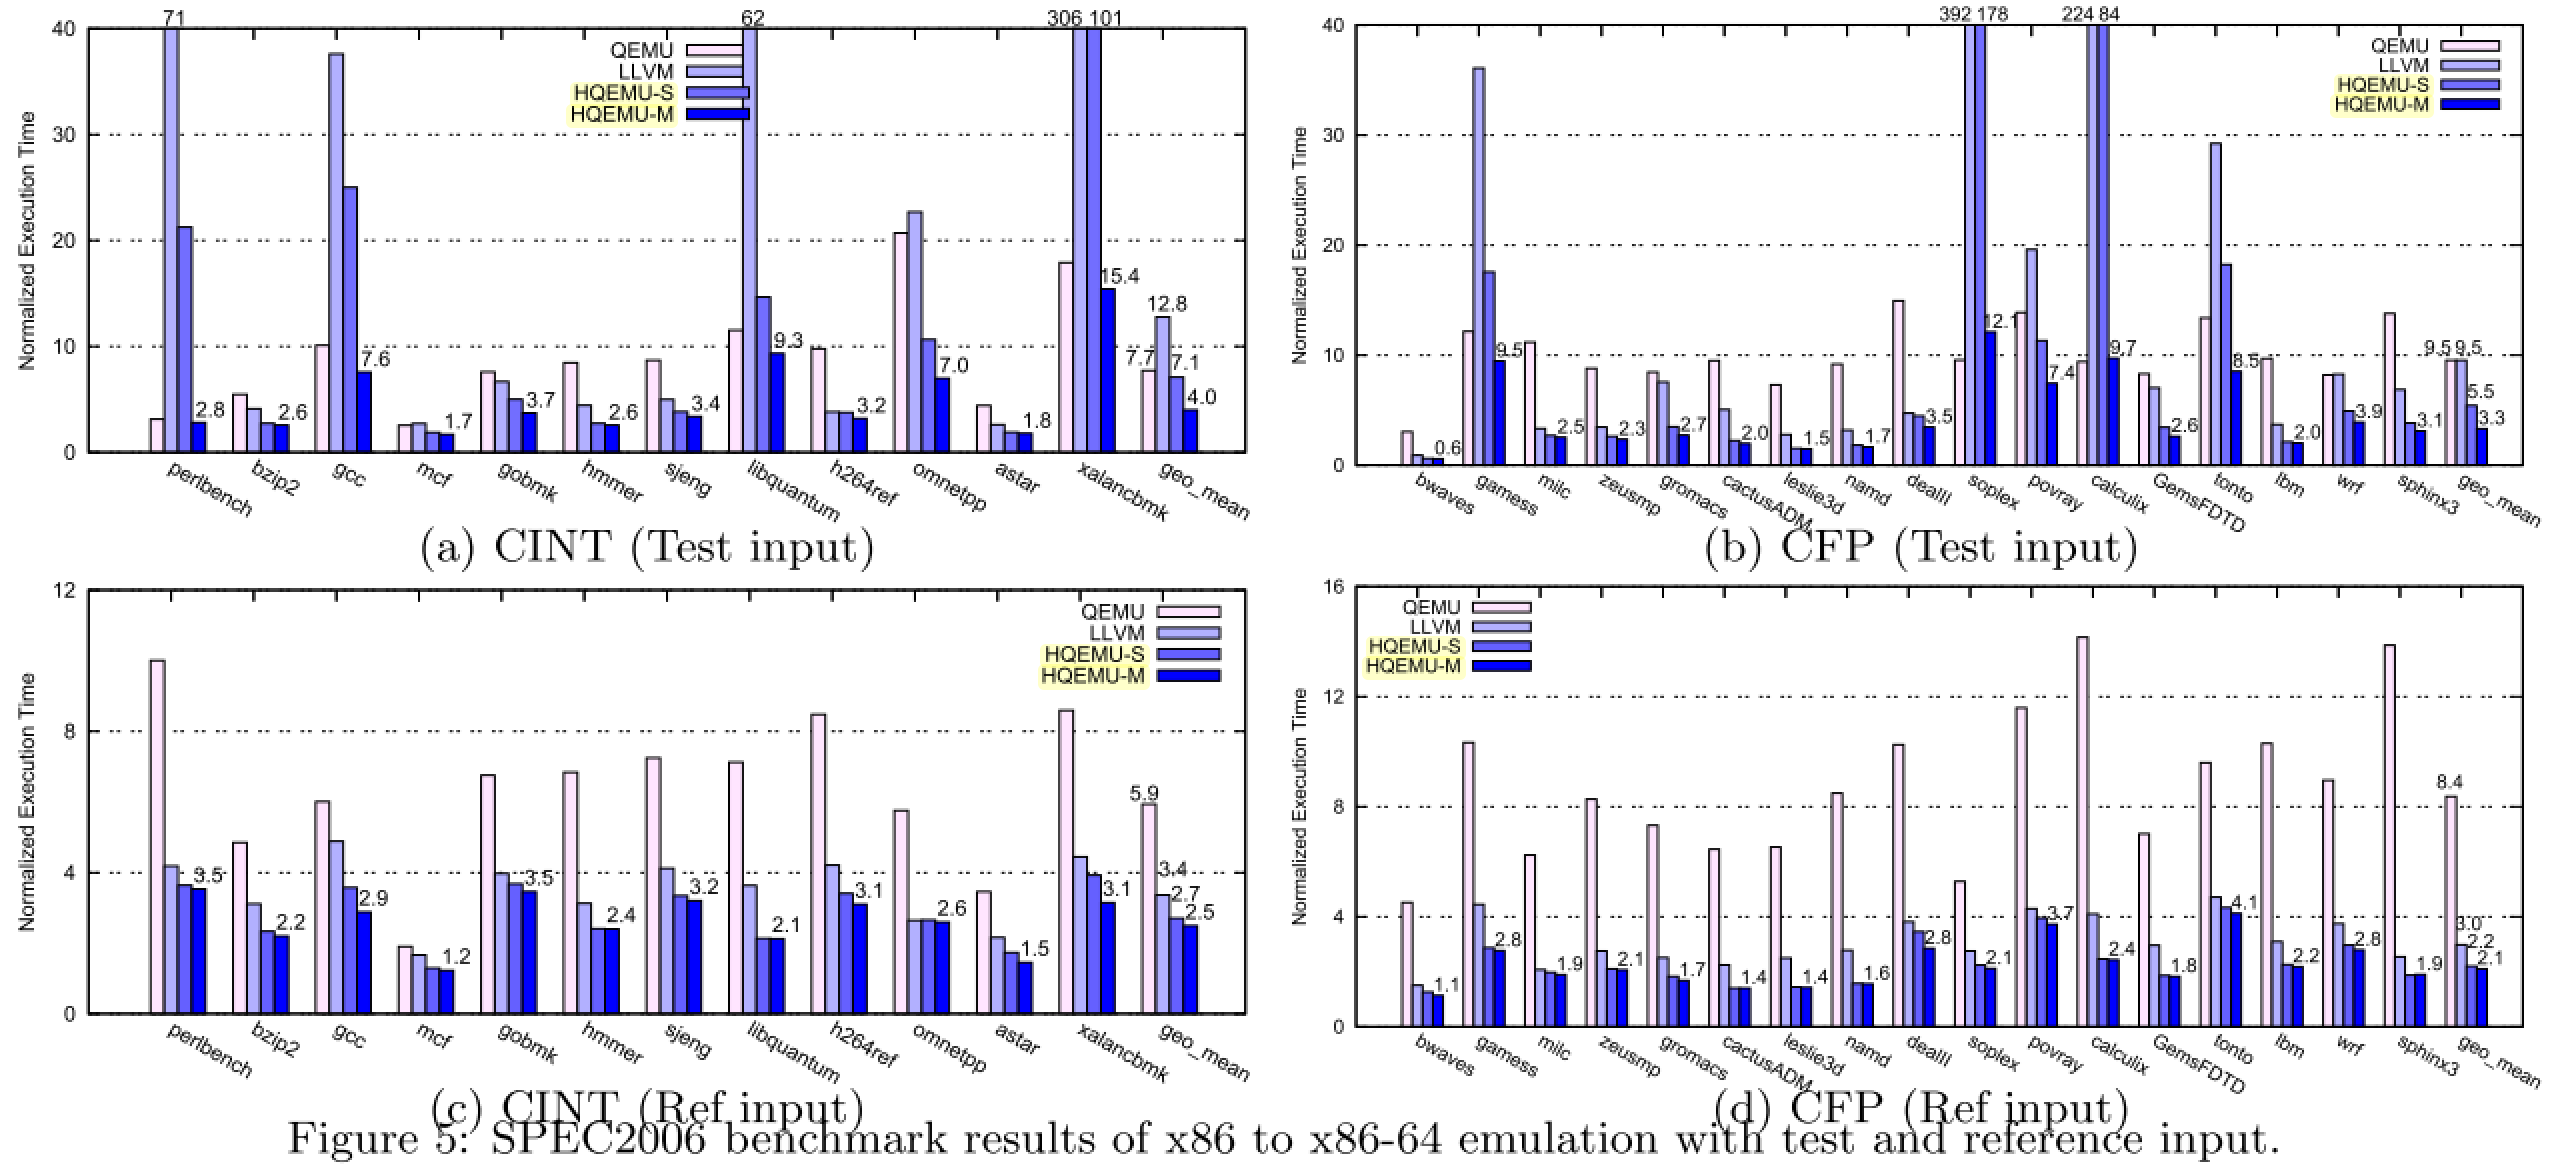 71 62 306 101
40
30
20
10
0
Normalized Execution Time
QEMU
LLVM
HQEMU-S
HQEMU-M
2.8 2.6 7.6 1.7 3.7 2.6 3.4 9.3 3.2 7.0 1.8 15.4 7.7 12.8 7.1 4.0
perlbench bzip2 gcc mcf gobmk hmmer sjeng libquantum h264ref omnetpp astar xalancbmk geo_mean
(a) CINT (Test input)
392 178 224 84
40
30
20
10
0
Normalized Execution Time
QEMU
LLVM
HQEMU-S
HQEMU-M
0.6 9.5 2.5 2.3 2.7 2.0 1.5 1.7 3.5 12.1 7.4 9.7 2.6 8.5 2.0 3.9 3.1 9.5 9.5 5.5 3.3
bwaves gamess milc zeusmp gromacs cactusADM leslie3d namd dealII soplex povray calculix GemsFDTD tonto lbm wrf sphinx3 geo_mean
(b) CFP (Test input)
12
8
4
0
Normalized Execution Time
QEMU
LLVM
HQEMU-S
HQEMU-M
3.5 2.2 2.9 1.2 3.5 2.4 3.2 2.1 3.1 2.6 1.5 3.1 5.9 3.4 2.7 2.5
perlbench bzip2 gcc mcf gobmk hmmer sjeng libquantum h264ref omnetpp astar xalancbmk geo_mean
(c) CINT (Ref input)
16
12
8
4
0
Normalized Execution Time
QEMU
LLVM
HQEMU-S
HQEMU-M
1.1 2.8 1.9 2.1 1.7 1.4 1.4 1.6 2.8 2.1 3.7 2.4 1.8 4.1 2.2 2.8 1.9 8.4 3.0 2.2 2.1
bwaves gamess milc zeusmp gromacs cactusADM leslie3d namd dealII soplex povray calculix GemsFDTD tonto lbm wrf sphinx3 geo_mean
(d) CFP (Ref input)
Figure 5: SPEC2006 benchmark results of x86 to x86-64 emulation with test and reference input.